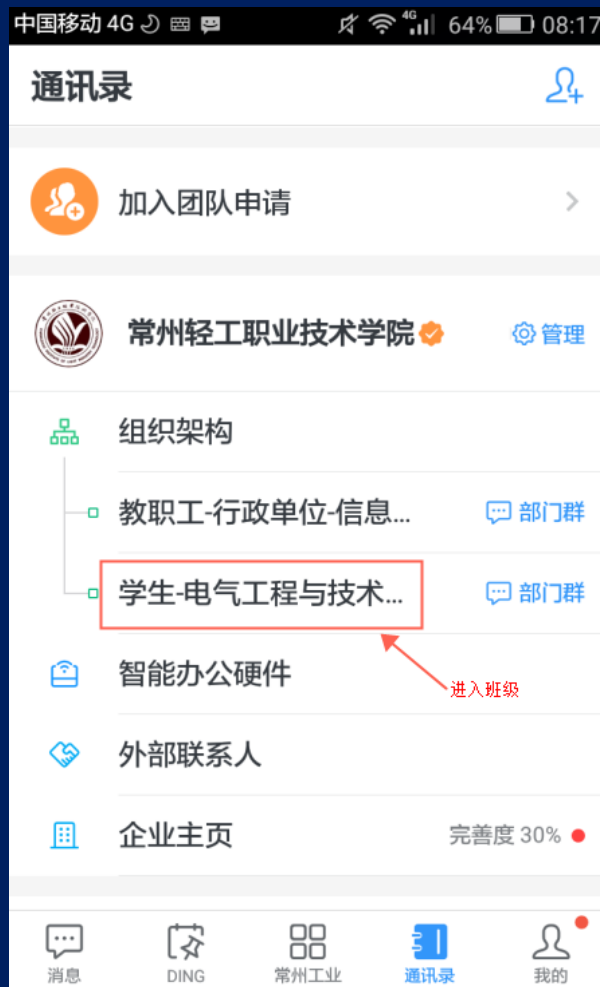 中国移动 4G 4G 64% 08:17
通讯录
加入团队申请
常州轻工职业技术学院 管理
组织架构
教职工-行政单位-信息... 部门群
学生-电气工程与技术... 部门群
进入班级
智能办公硬件
外部联系人
企业主页 完善度 30%
消息 DING 常州工业 通讯录 我的